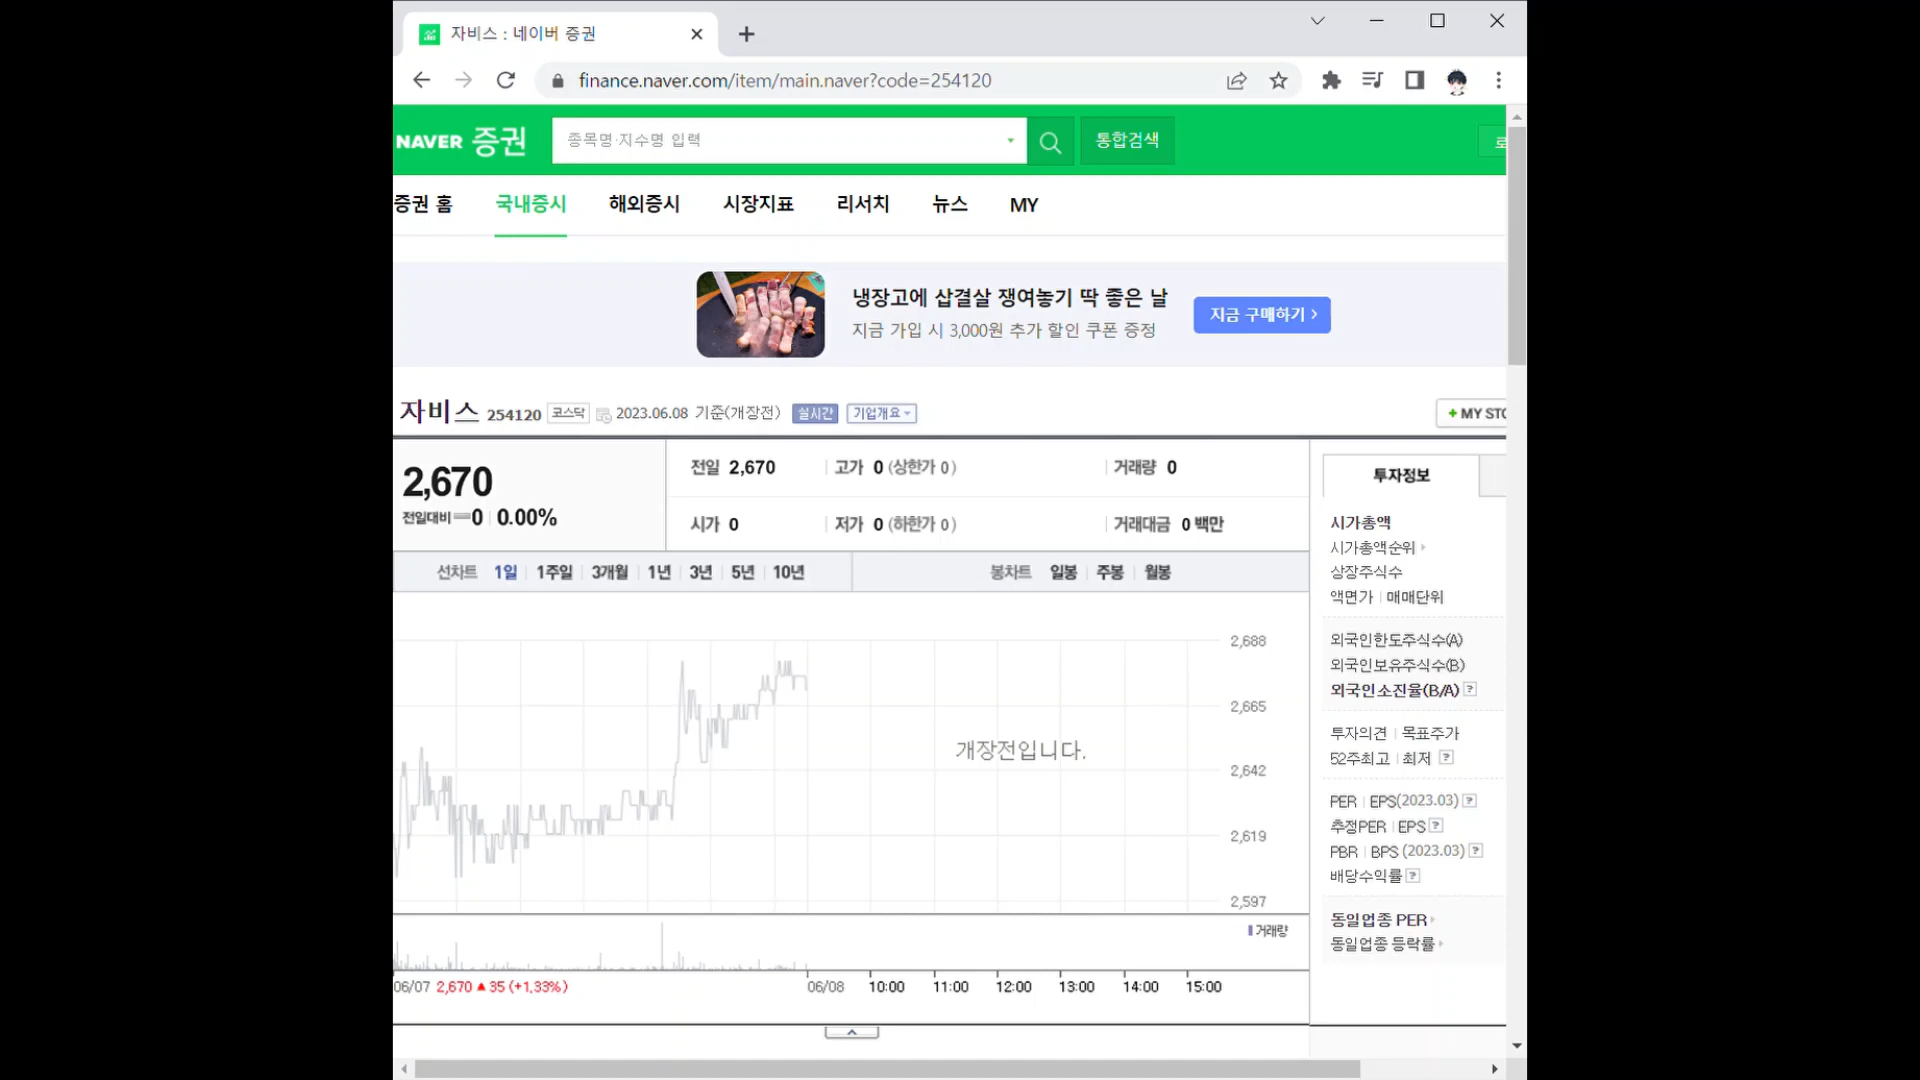 자비스 : 네이버 증권
finance.naver.com/item/main.naver?code=254120
NAVER 증권 종목명·지수명 입력 통합검색 로
증권 홈 국내증시 해외증시 시장지표 리서치 뉴스 MY
냉장고에 삽결살 쟁여놓기 딱 좋은 날
지금 가입 시 3,000원 추가 할인 쿠폰 증정
지금 구매하기 ›
자비스 254120 코스닥 2023.06.08 기준(개장전) 실시간 기업개요 + MY STO
2,670
전일대비 0 0.00%
전일 2,670 고가 0 (상한가 0) 거래량 0
시가 0 저가 0 (하한가 0) 거래대금 0 백만
선차트 1일 1주일 3개월 1년 3년 5년 10년 봉차트 일봉 주봉 월봉
2,688
2,665
2,642
2,619
2,597
개장전입니다.
거래량
06/07 2,670 ▲ 35 (+1.33%) 06/08 10:00 11:00 12:00 13:00 14:00 15:00
투자정보
시가총액
시가총액순위
상장주식수
액면가 | 매매단위
외국인한도주식수(A)
외국인보유주식수(B)
외국인소진율(B/A) ?
투자의견 | 목표주가
52주최고 | 최저 ?
PER | EPS(2023.03) ?
추정PER | EPS ?
PBR | BPS (2023.03) ?
배당수익률 ?
동일업종 PER
동일업종 등락률